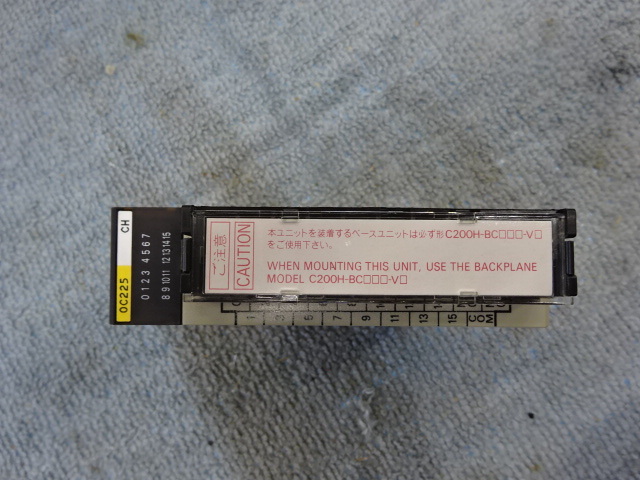 CH
OC225
0 1 2 3 4 5 6 7
8 9 10 11 12 13 14 15
ご注意
CAUTION
本ユニットを装着するベースユニットは必ず形C200H-BC□□□-V□
をご使用下さい。
WHEN MOUNTING THIS UNIT, USE THE BACKPLANE
MODEL C200H-BC□□□-V□
1 3 5 7 9 11 13 15 COM